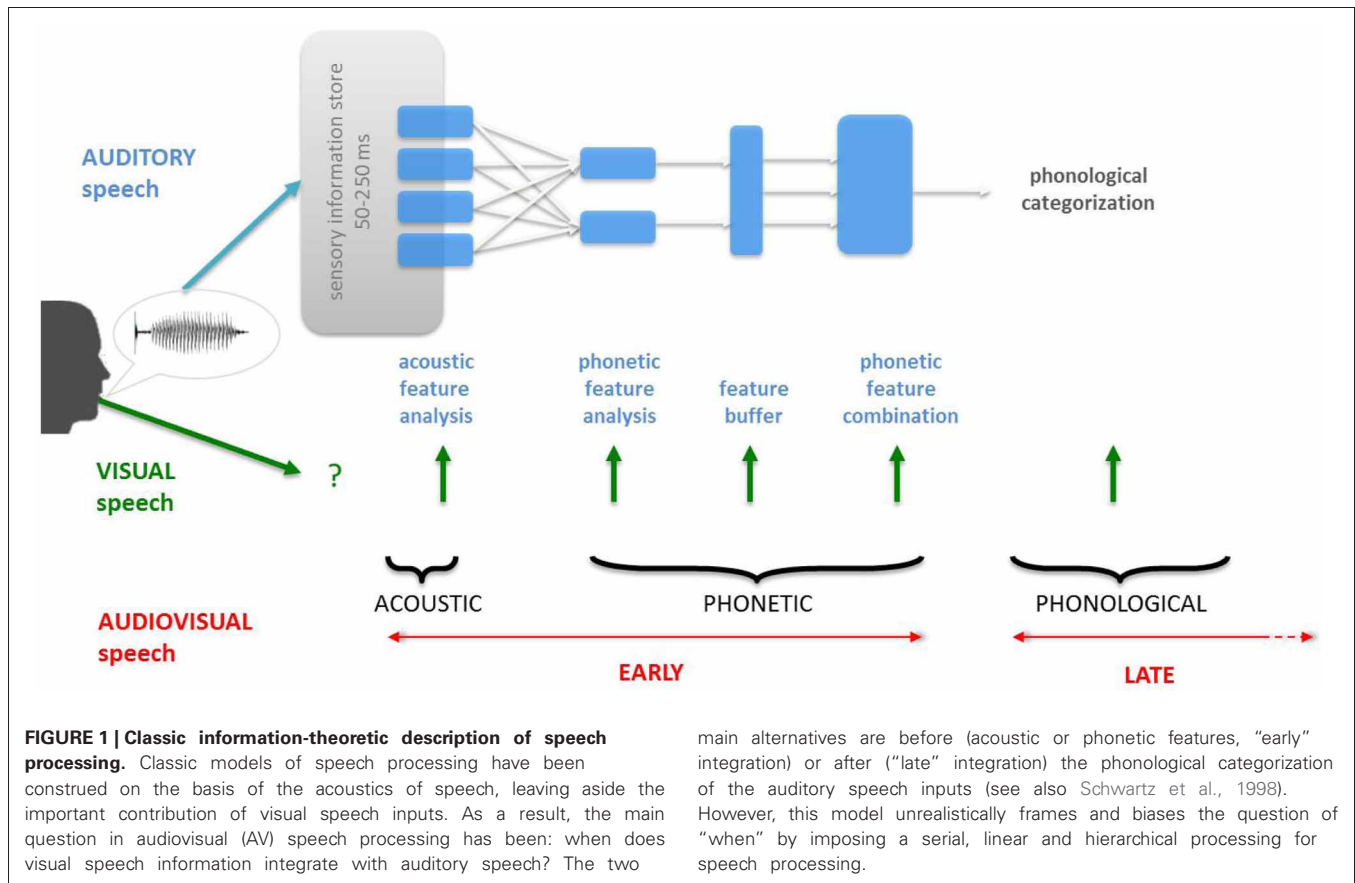 sensory information store
50-250 ms
AUDITORY
speech
phonological
categorization
acoustic
feature
analysis
phonetic
feature
analysis
feature
buffer
phonetic
feature
combination
VISUAL
speech
?
ACOUSTIC
PHONETIC
PHONOLOGICAL
AUDIOVISUAL
speech
EARLY
LATE
FIGURE 1 | Classic information-theoretic description of speech
processing. Classic models of speech processing have been
construed on the basis of the acoustics of speech, leaving aside the
important contribution of visual speech inputs. As a result, the main
question in audiovisual (AV) speech processing has been: when does
visual speech information integrate with auditory speech? The two
main alternatives are before (acoustic or phonetic features, “early”
integration) or after (“late” integration) the phonological categorization
of the auditory speech inputs (see also Schwartz et al., 1998).
However, this model unrealistically frames and biases the question of
“when” by imposing a serial, linear and hierarchical processing for
speech processing.